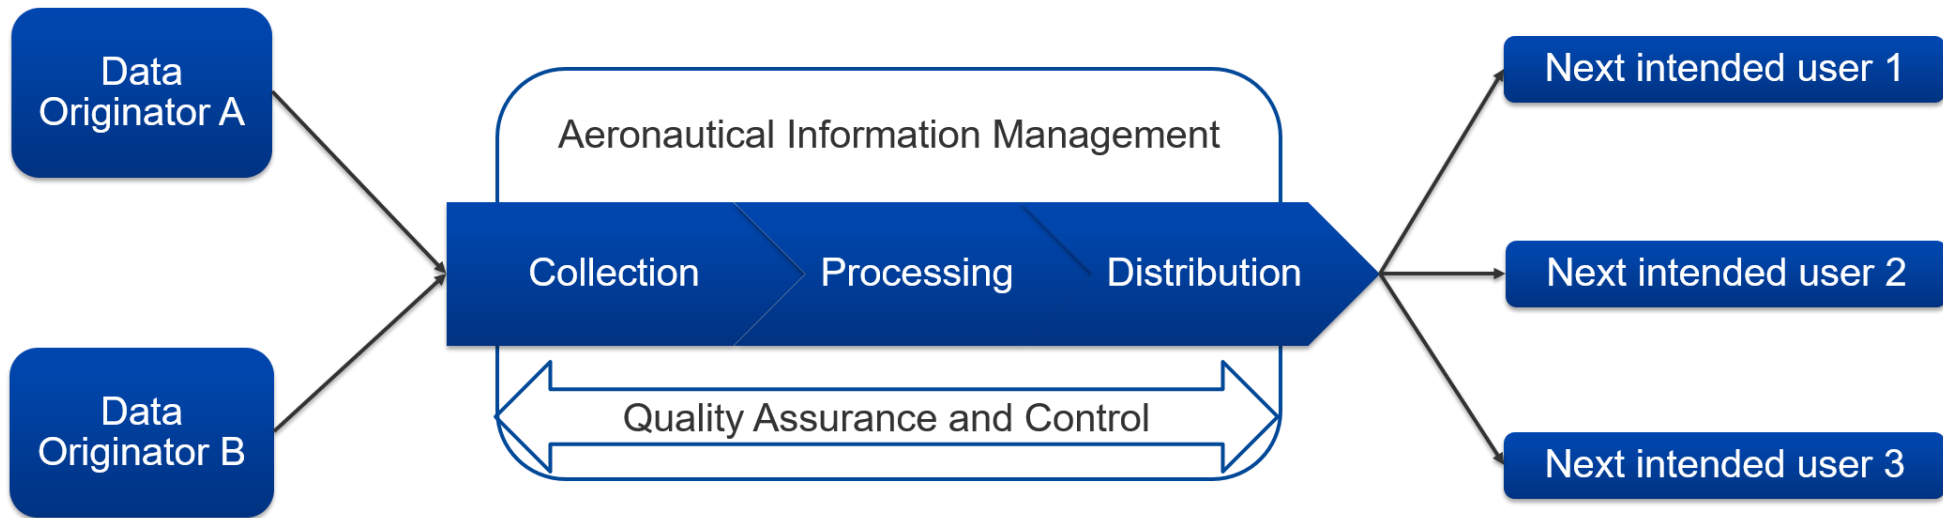 Data
Originator A
Data
Originator B
Aeronautical Information Management
Collection
Processing
Distribution
Quality Assurance and Control
Next intended user 1
Next intended user 2
Next intended user 3